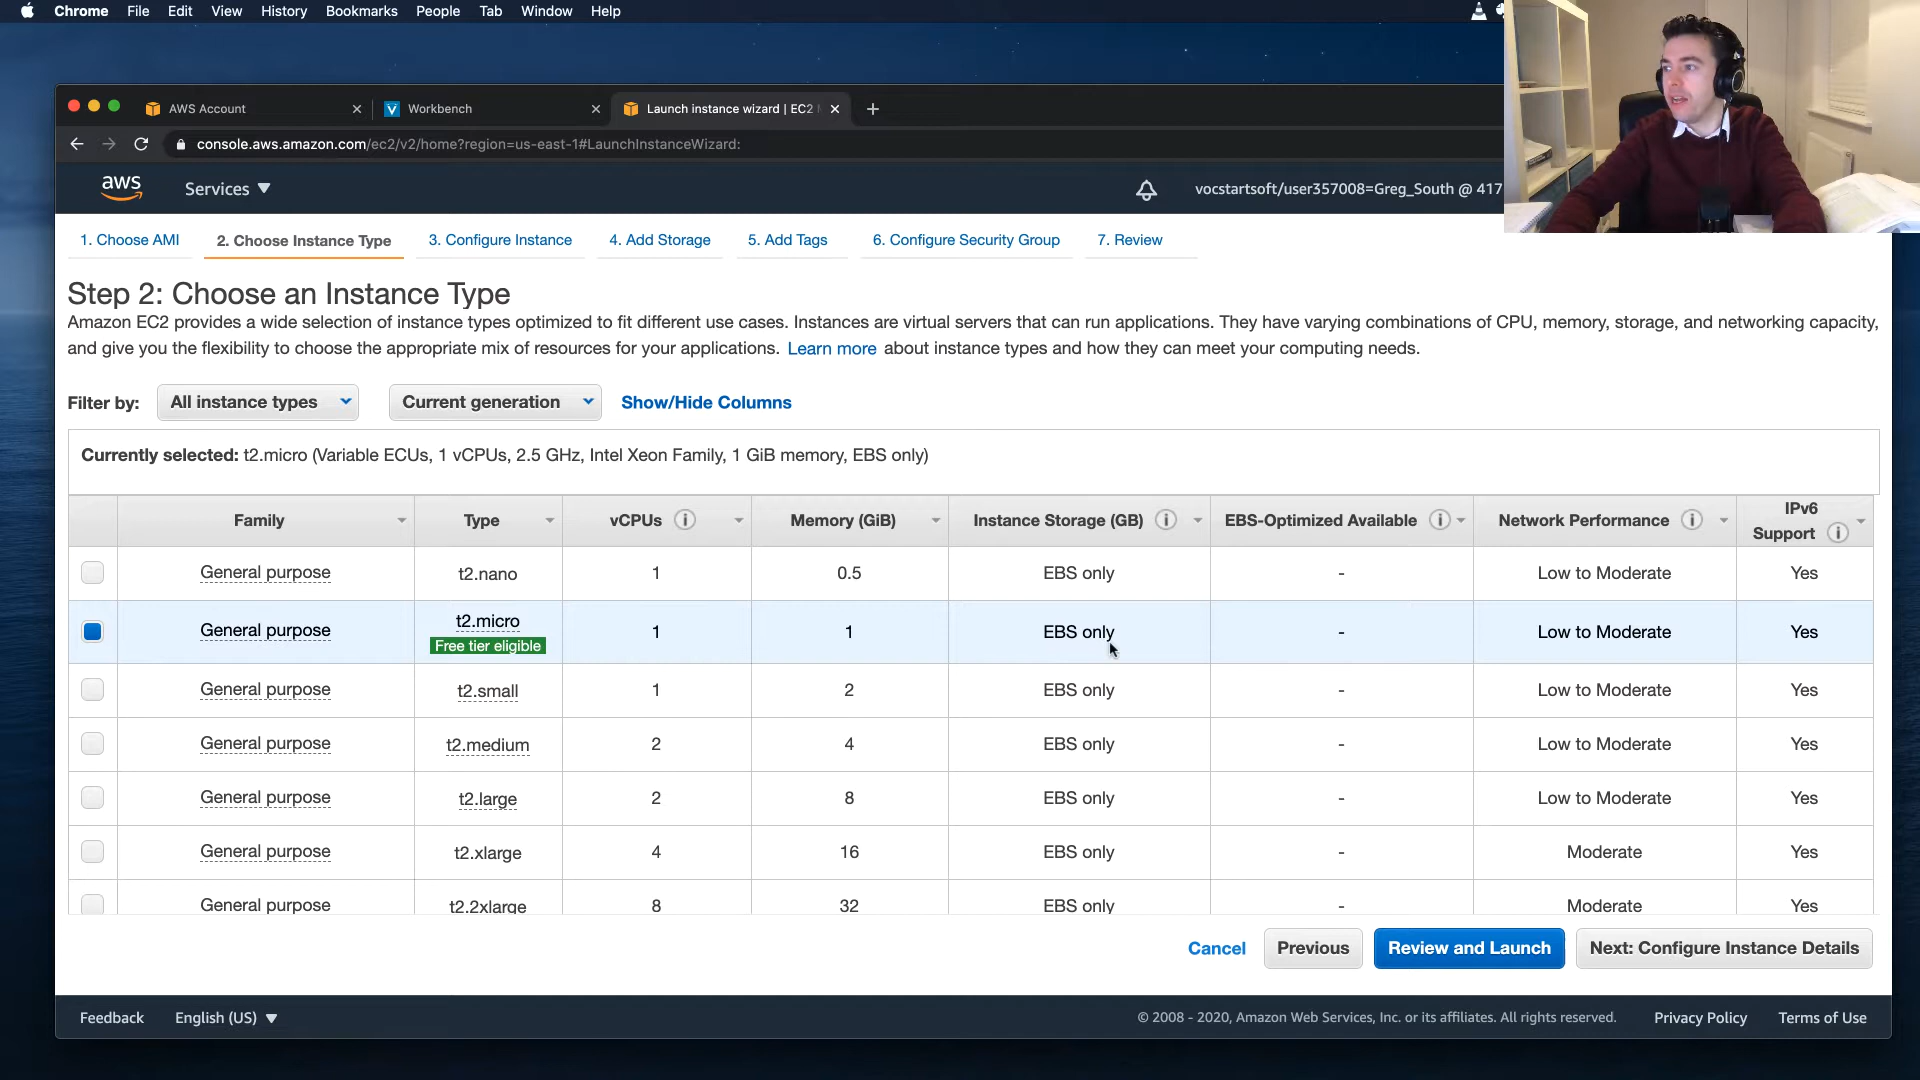 Chrome File Edit View History Bookmarks People Tab Window Help
AWS Account
Workbench
Launch instance wizard | EC2
console.aws.amazon.com/ec2/v2/home?region=us-east-1#LaunchInstanceWizard:
aws
Services
vocstartsoft/user357008=Greg_South @ 417
1. Choose AMI
2. Choose Instance Type
3. Configure Instance
4. Add Storage
5. Add Tags
6. Configure Security Group
7. Review
Step 2: Choose an Instance Type
Amazon EC2 provides a wide selection of instance types optimized to fit different use cases. Instances are virtual servers that can run applications. They have varying combinations of CPU, memory, storage, and networking capacity,
and give you the flexibility to choose the appropriate mix of resources for your applications. Learn more about instance types and how they can meet your computing needs.
Filter by: All instance types Current generation Show/Hide Columns
Currently selected: t2.micro (Variable ECUs, 1 vCPUs, 2.5 GHz, Intel Xeon Family, 1 GiB memory, EBS only)
Family Type vCPUs Memory (GiB) Instance Storage (GB) EBS-Optimized Available Network Performance IPv6 Support
General purpose t2.nano 1 0.5 EBS only - Low to Moderate Yes
General purpose t2.micro Free tier eligible 1 1 EBS only - Low to Moderate Yes
General purpose t2.small 1 2 EBS only - Low to Moderate Yes
General purpose t2.medium 2 4 EBS only - Low to Moderate Yes
General purpose t2.large 2 8 EBS only - Low to Moderate Yes
General purpose t2.xlarge 4 16 EBS only - Moderate Yes
General purpose t2.2xlarge 8 32 EBS only - Moderate Yes
Cancel Previous Review and Launch Next: Configure Instance Details
Feedback English (US)
© 2008 - 2020, Amazon Web Services, Inc. or its affiliates. All rights reserved. Privacy Policy Terms of Use